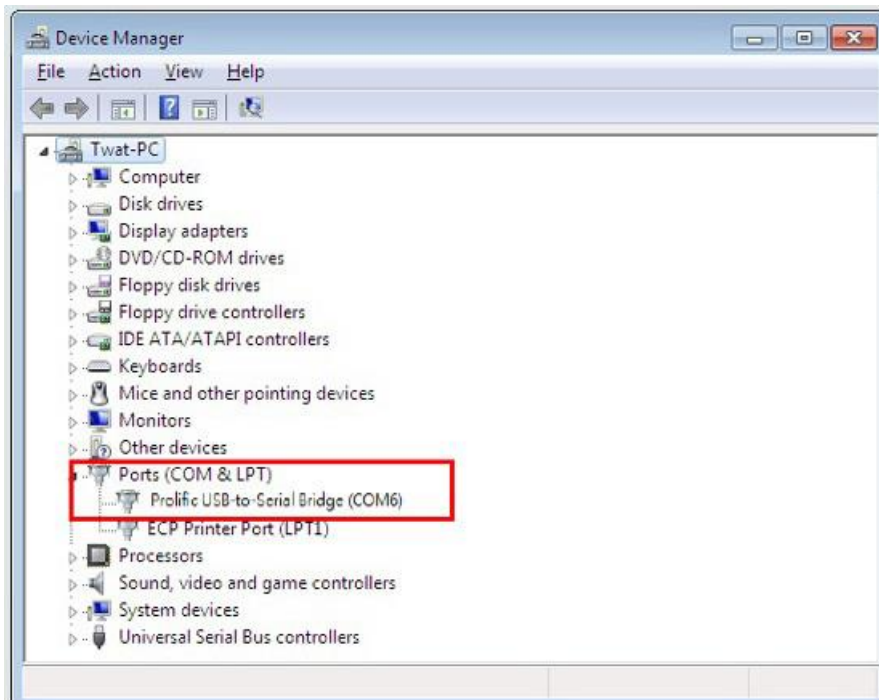 Device Manager
File Action View Help
Twat-PC
Computer
Disk drives
Display adapters
DVD/CD-ROM drives
Floppy disk drives
Floppy drive controllers
IDE ATA/ATAPI controllers
Keyboards
Mice and other pointing devices
Monitors
Other devices
Ports (COM & LPT)
Prolific USB-to-Serial Bridge (COM6)
ECP Printer Port (LPT1)
Processors
Sound, video and game controllers
System devices
Universal Serial Bus controllers